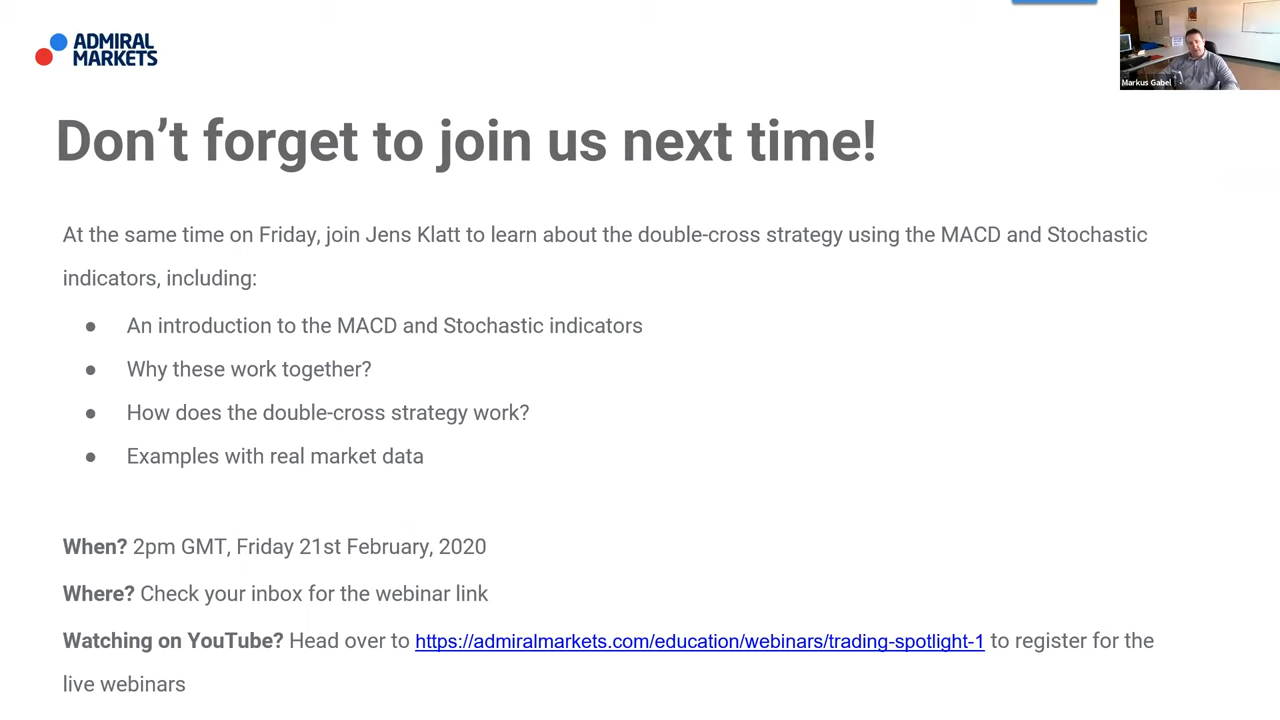 ADMIRAL
MARKETS
Markus Gabel
Don’t forget to join us next time!
At the same time on Friday, join Jens Klatt to learn about the double-cross strategy using the MACD and Stochastic
indicators, including:
● An introduction to the MACD and Stochastic indicators
● Why these work together?
● How does the double-cross strategy work?
● Examples with real market data
When? 2pm GMT, Friday 21st February, 2020
Where? Check your inbox for the webinar link
Watching on YouTube? Head over to https://admiralmarkets.com/education/webinars/trading-spotlight-1 to register for the
live webinars